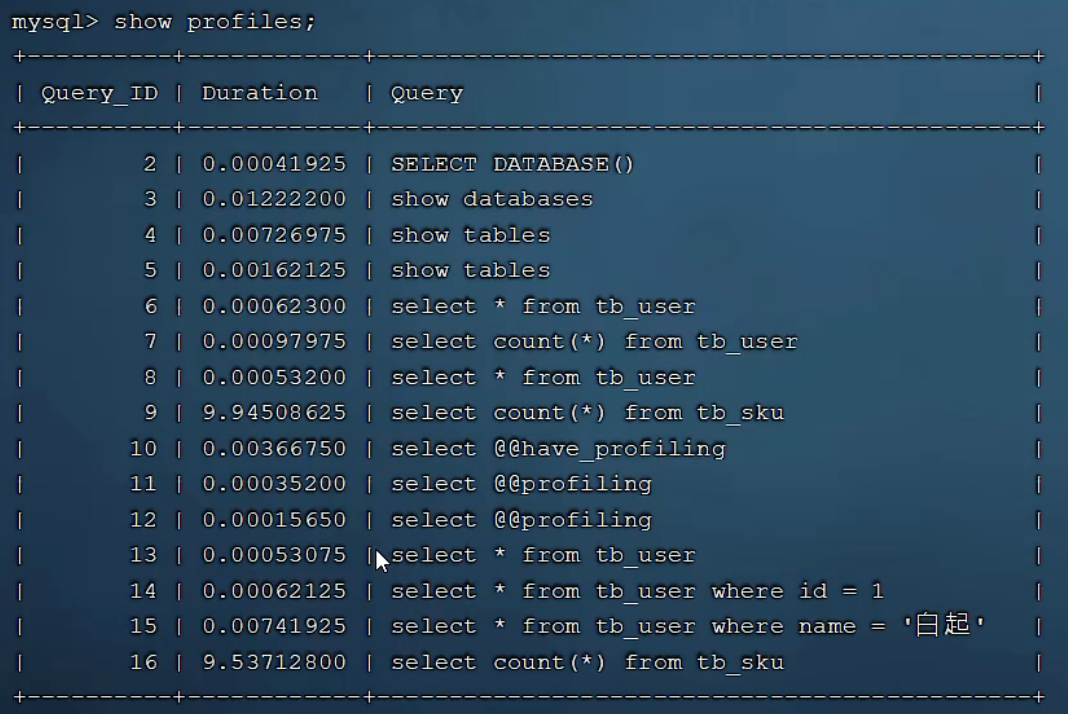 mysql> show profiles;
+----------+------------+---------------------------------------------+
| Query_ID | Duration   | Query                                       |
+----------+------------+---------------------------------------------+
|        2 | 0.00041925 | SELECT DATABASE()                           |
|        3 | 0.01222200 | show databases                              |
|        4 | 0.00726975 | show tables                                 |
|        5 | 0.00162125 | show tables                                 |
|        6 | 0.00062300 | select * from tb_user                       |
|        7 | 0.00097975 | select count(*) from tb_user                |
|        8 | 0.00053200 | select * from tb_user                       |
|        9 | 9.94508625 | select count(*) from tb_sku                 |
|       10 | 0.00366750 | select @@have_profiling                     |
|       11 | 0.00035200 | select @@profiling                          |
|       12 | 0.00015650 | select @@profiling                          |
|       13 | 0.00053075 | select * from tb_user                       |
|       14 | 0.00062125 | select * from tb_user where id = 1          |
|       15 | 0.00741925 | select * from tb_user where name = '白起'   |
|       16 | 9.53712800 | select count(*) from tb_sku                 |
+----------+------------+---------------------------------------------+